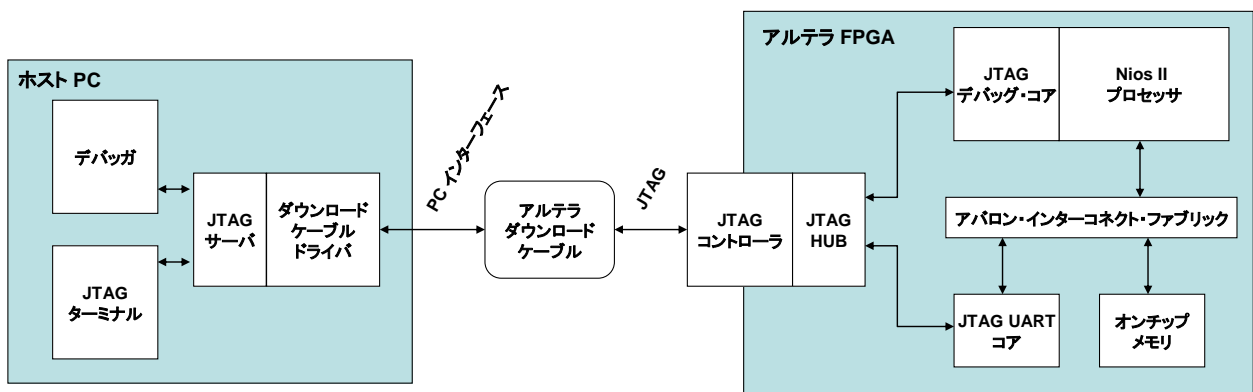 ホスト PC
デバッガ
JTAG
サーバ
ダウンロード
ケーブル
ドライバ
JTAG
ターミナル
PC インターフェース
アルテラ
ダウンロード
ケーブル
JTAG
アルテラ FPGA
JTAG
コントローラ
JTAG
HUB
JTAG
デバッグ・コア
Nios II
プロセッサ
アバロン・インターコネクト・ファブリック
JTAG UART
コア
オンチップ
メモリ